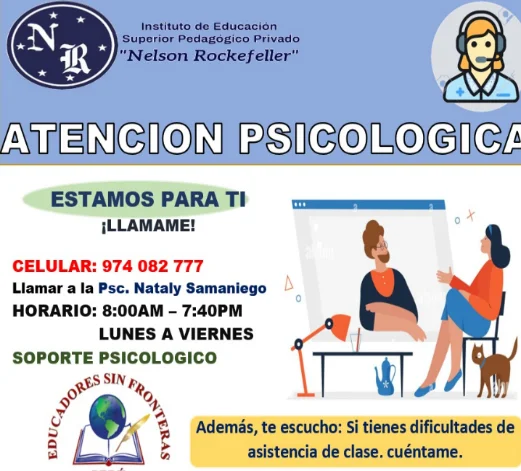 NR
Instituto de Educación
Superior Pedagógico Privado
"Nelson Rockefeller"
ATENCION PSICOLOGICA
ESTAMOS PARA TI
¡LLAMAME!
CELULAR: 974 082 777
Llamar a la Psc. Nataly Samaniego
HORARIO: 8:00AM – 7:40PM
LUNES A VIERNES
SOPORTE PSICOLOGICO
EDUCADORES SIN FRONTERAS
Además, te escucho: Si tienes dificultades de
asistencia de clase. cuéntame.